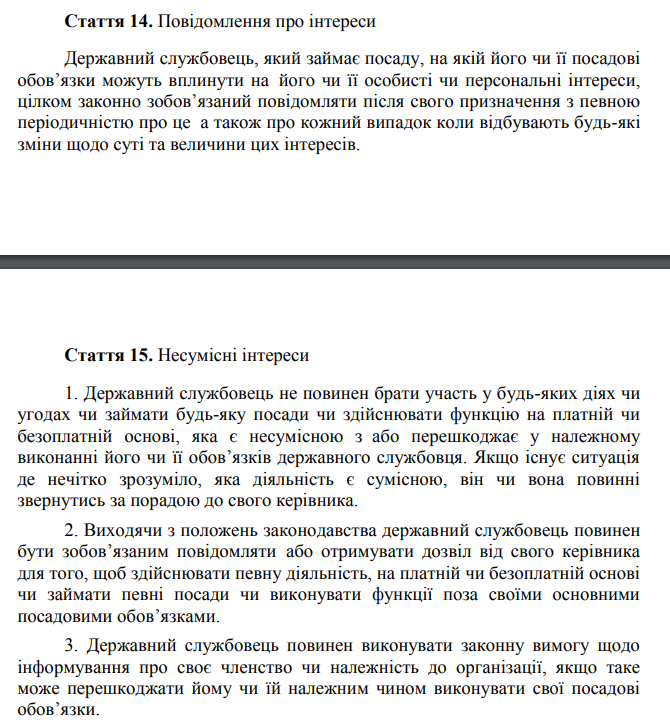 Стаття 14. Повідомлення про інтереси
Державний службовець, який займає посаду, на якій його чи її посадові
обов’язки можуть вплинути на його чи її особисті чи персональні інтереси,
цілком законно зобов’язаний повідомляти після свого призначення з певною
періодичністю про це а також про кожний випадок коли відбувають будь-які
зміни щодо суті та величини цих інтересів.
Стаття 15. Несумісні інтереси
1. Державний службовець не повинен брати участь у будь-яких діях чи
угодах чи займати будь-яку посади чи здійснювати функцію на платній чи
безоплатній основі, яка є несумісною з або перешкоджає у належному
виконанні його чи її обов’язків державного службовця. Якщо існує ситуація
де нечітко зрозуміло, яка діяльність є сумісною, він чи вона повинні
звернутись за порадою до свого керівника.
2. Виходячи з положень законодавства державний службовець повинен
бути зобов’язаним повідомляти або отримувати дозвіл від свого керівника
для того, щоб здійснювати певну діяльність, на платній чи безоплатній основі
чи займати певні посади чи виконувати функції поза своїми основними
посадовими обов’язками.
3. Державний службовець повинен виконувати законну вимогу щодо
інформування про своє членство чи належність до організації, якщо таке
може перешкоджати йому чи їй належним чином виконувати свої посадові
обов’язки.